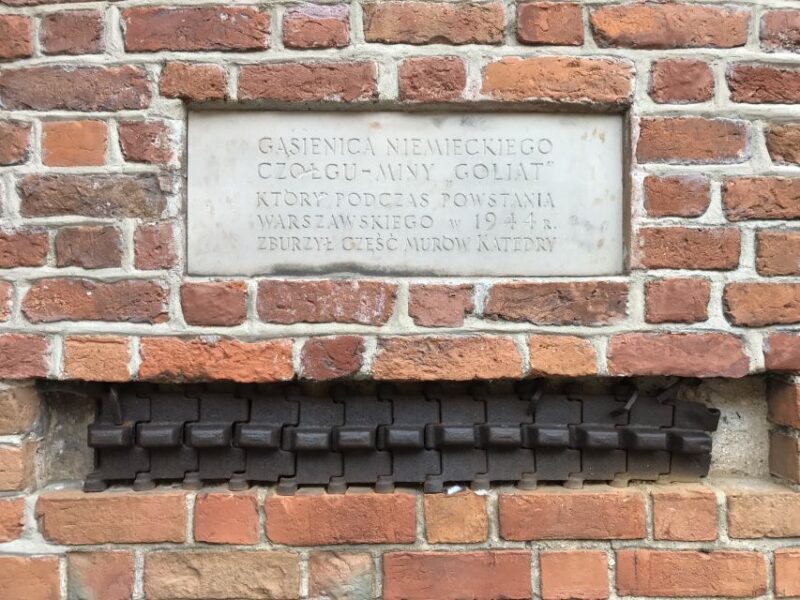 GĄSIENICA NIEMIECKIEGO
CZOŁGU-MINY „GOLIAT"
KTÓRY PODCZAS POWSTANIA
WARSZAWSKIEGO W 1944 R.
ZBURZYŁ CZĘŚĆ MURÓW KATEDRY